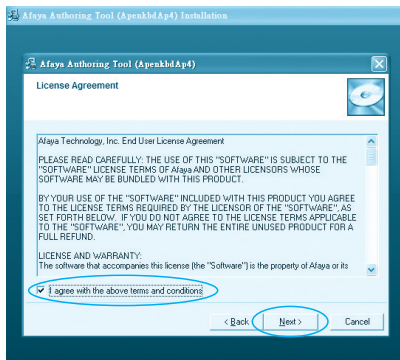 Afaya Authoring Tool (ApenkbdAp4) Installation
Afaya Authoring Tool (ApenkbdAp4)
License Agreement
Afaya Technology, Inc. End User License Agreement
PLEASE READ CAREFULLY: THE USE OF THIS "SOFTWARE" IS SUBJECT TO THE
"SOFTWARE" LICENSE TERMS OF Afaya AND OTHER LICENSORS WHOSE
SOFTWARE MAY BE BUNDLED WITH THIS PRODUCT.
BY YOUR USE OF THE "SOFTWARE" INCLUDED WITH THIS PRODUCT YOU AGREE
TO THE LICENSE TERMS REQUIRED BY THE LICENSOR OF THE "SOFTWARE", AS
SET FORTH BELOW. IF YOU DO NOT AGREE TO THE LICENSE TERMS APPLICABLE
TO THE "SOFTWARE", YOU MAY RETURN THE ENTIRE UNUSED PRODUCT FOR A
FULL REFUND.
LICENSE AND WARRANTY:
The software that accompanies this license (the "Software") is the property of Afaya or its
I agree with the above terms and conditions
< Back
Next >
Cancel